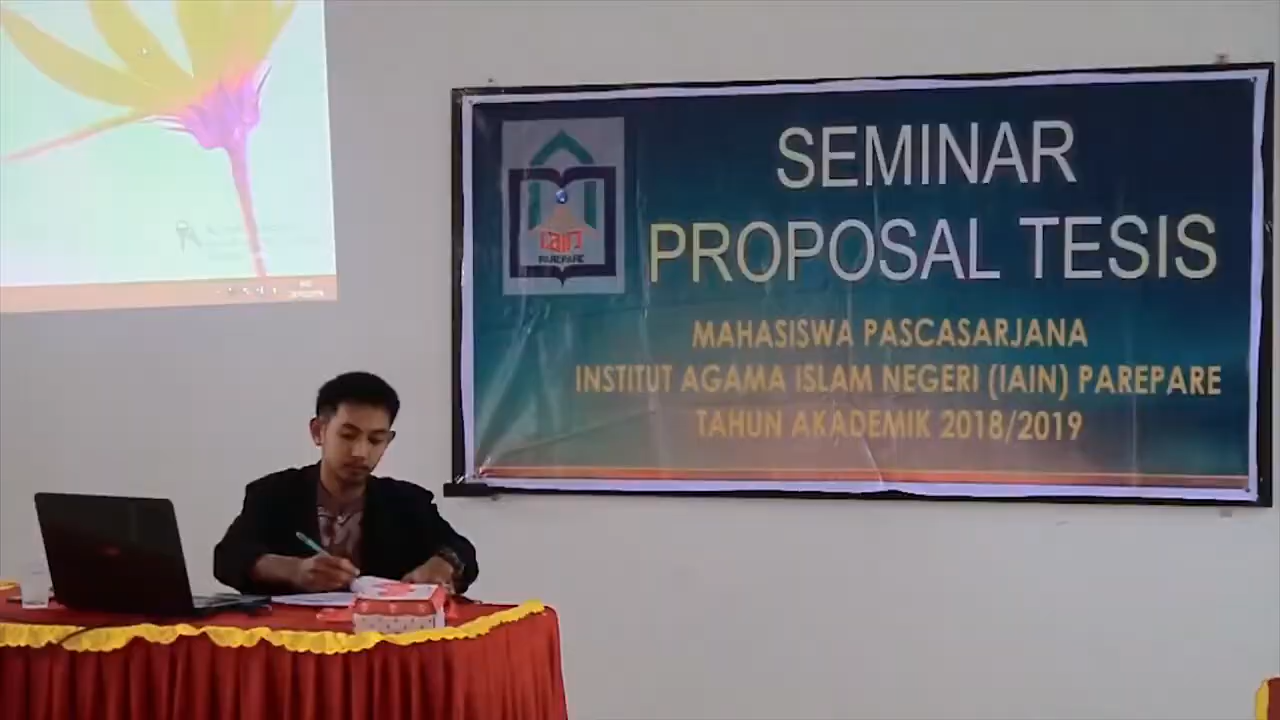 SEMINAR
PROPOSAL TESIS
iain
PAREPARE
MAHASISWA PASCASARJANA
INSTITUT AGAMA ISLAM NEGERI (IAIN) PAREPARE
TAHUN AKADEMIK 2018/2019